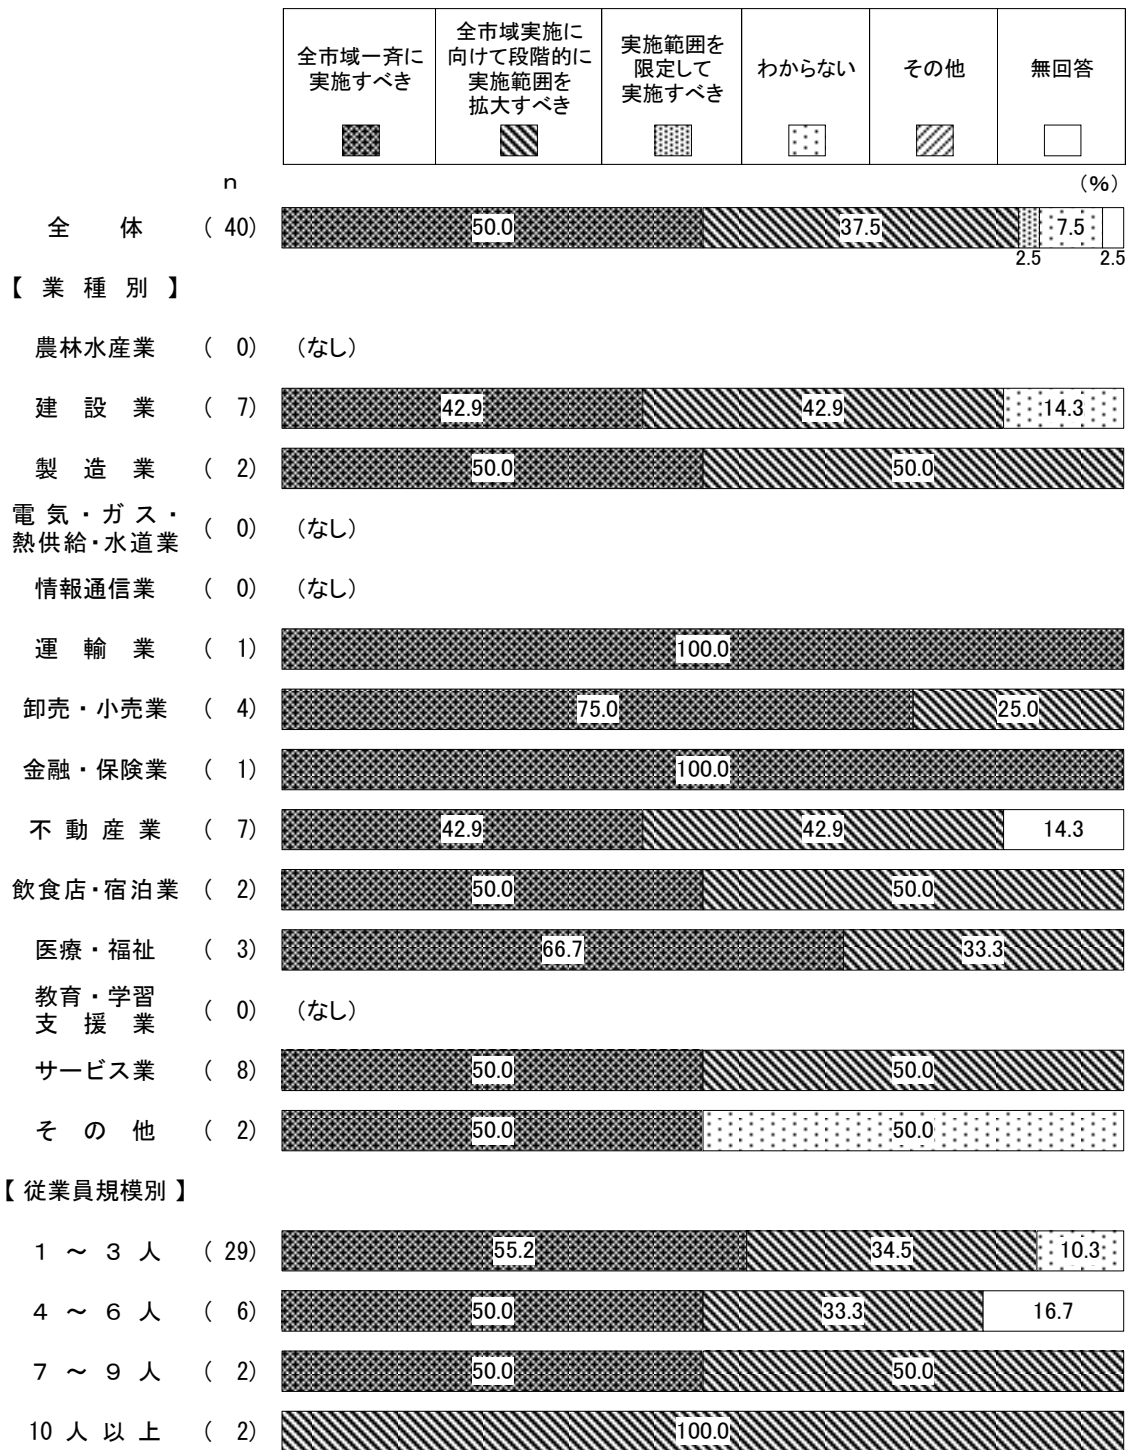 全市域一斉に
実施すべき
全市域実施に
向けて段階的に
実施範囲を
拡大すべき
実施範囲を
限定して
実施すべき
わからない
その他
無回答
n
(%)
全 体 ( 40) 50.0 37.5 7.5
2.5 2.5
【 業 種 別 】
農林水産業 ( 0) (なし)
建 設 業 ( 7) 42.9 42.9 14.3
製 造 業 ( 2) 50.0 50.0
電 気 ・ ガ ス ・
熱供給・水道業 ( 0) (なし)
情報通信業 ( 0) (なし)
運 輸 業 ( 1) 100.0
卸売・小売業 ( 4) 75.0 25.0
金融・保険業 ( 1) 100.0
不 動 産 業 ( 7) 42.9 42.9 14.3
飲食店・宿泊業 ( 2) 50.0 50.0
医療・福祉 ( 3) 66.7 33.3
教育・学習
支 援 業 ( 0) (なし)
サービス業 ( 8) 50.0 50.0
そ の 他 ( 2) 50.0 50.0
【 従業員規模別 】
1 ～ 3 人 ( 29) 55.2 34.5 10.3
4 ～ 6 人 ( 6) 50.0 33.3 16.7
7 ～ 9 人 ( 2) 50.0 50.0
10 人 以 上 ( 2) 100.0